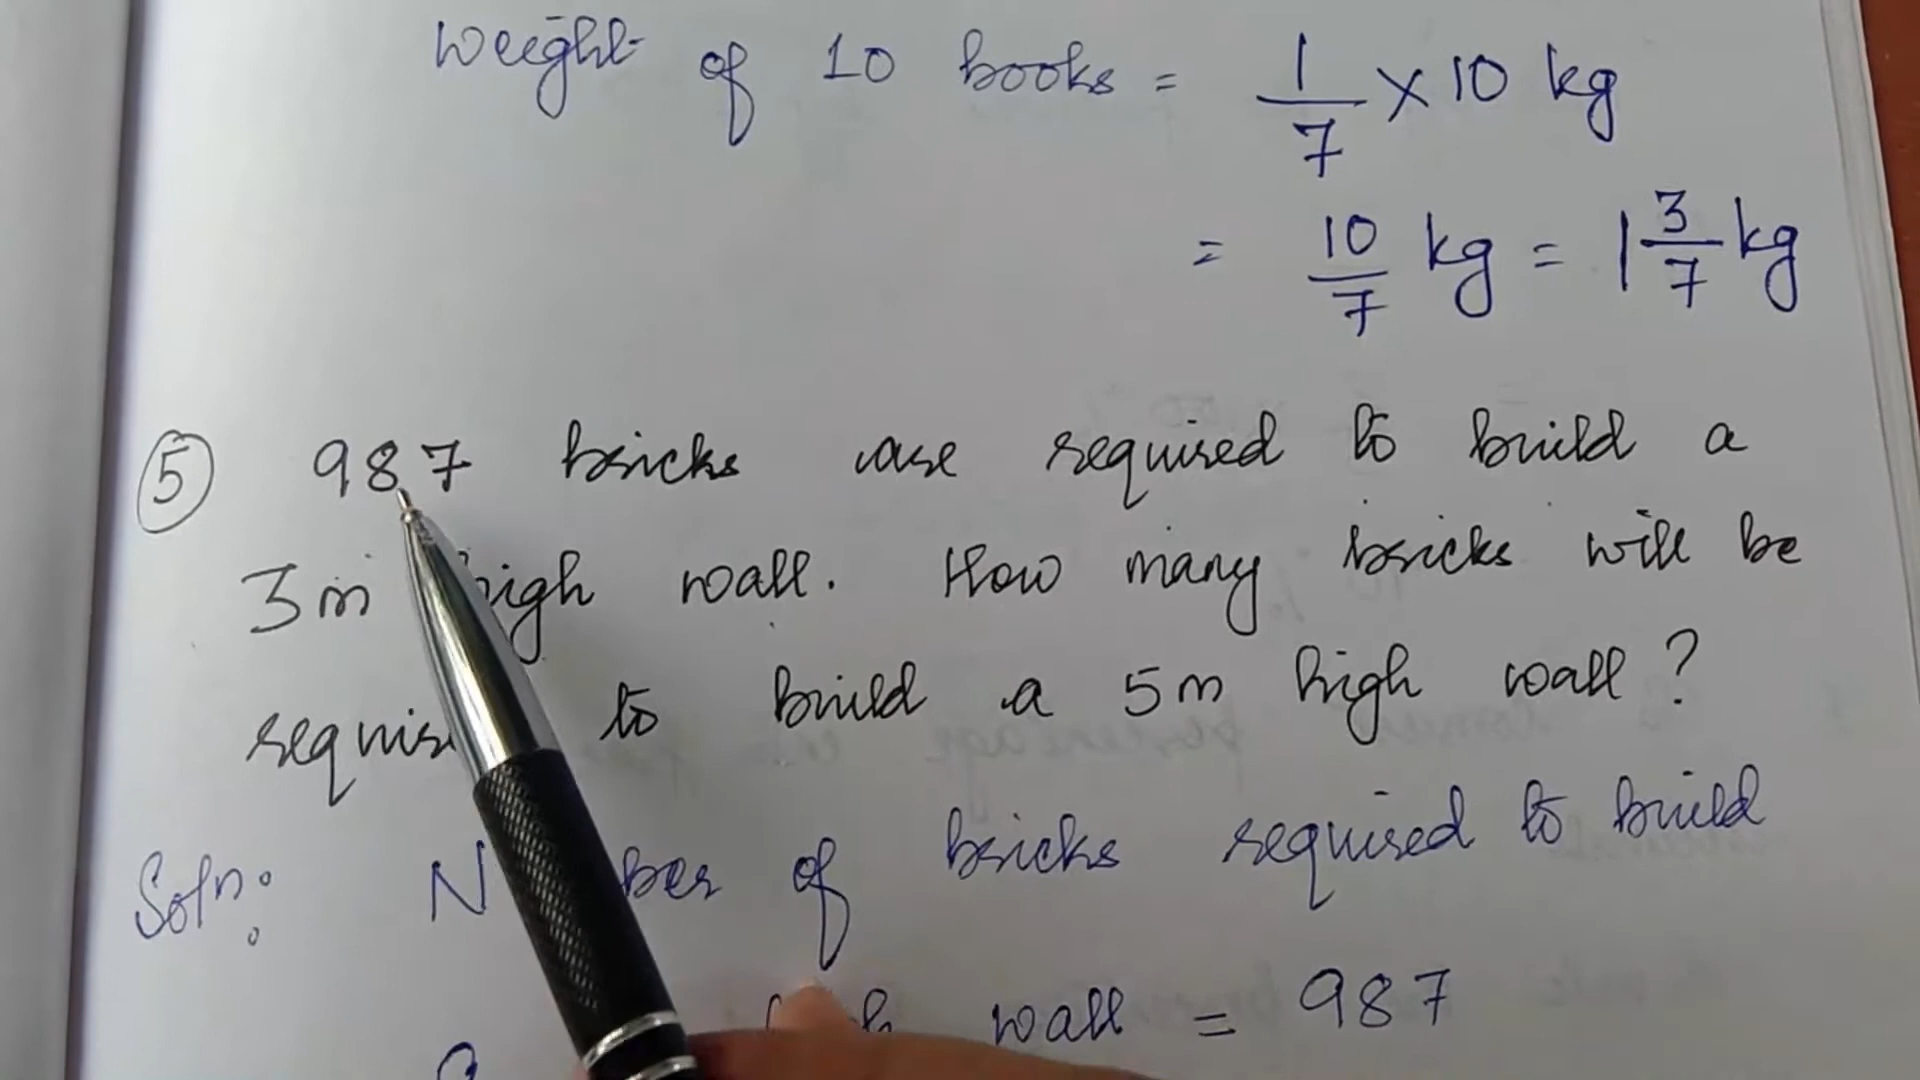 Weight of 10 books = 1/7 × 10 kg
= 10/7 kg = 1 3/7 kg
5 987 bricks are required to build a
3m high wall. How many bricks will be
to build a 5m high wall?
Soln: of bricks required to build
wall = 987